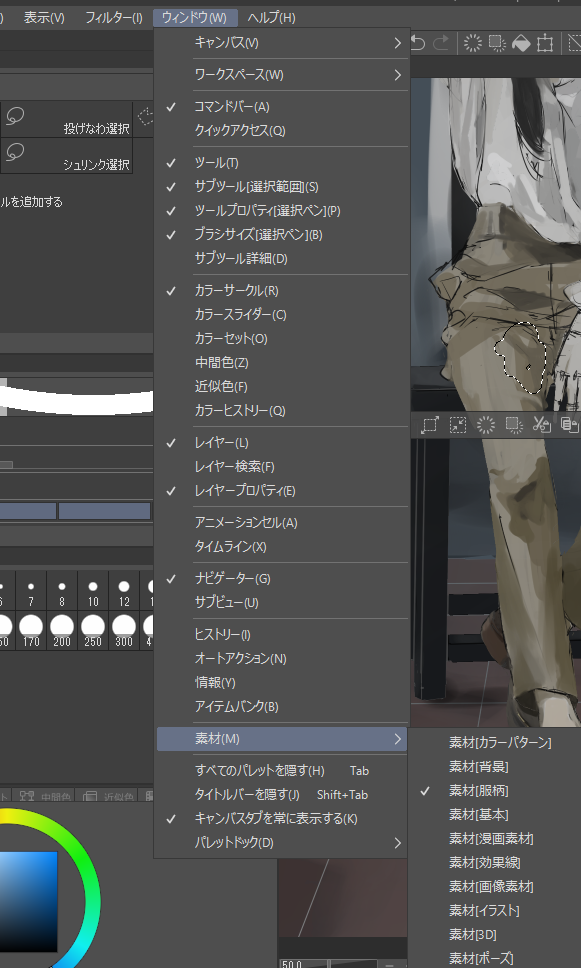 表示(V) フィルター(I) ウィンドウ(W) ヘルプ(H)
キャンバス(V)
ワークスペース(W)
コマンドバー(A)
クイックアクセス(Q)
ツール(T)
サブツール[選択範囲](S)
ツールプロパティ[選択ペン](P)
ブラシサイズ[選択ペン](B)
サブツール詳細(D)
カラーサークル(R)
カラースライダー(C)
カラーセット(O)
中間色(Z)
近似色(F)
カラーヒストリー(Q)
レイヤー(L)
レイヤー検索(F)
レイヤープロパティ(E)
アニメーションセル(A)
タイムライン(X)
ナビゲーター(G)
サブビュー(U)
ヒストリー(I)
オートアクション(N)
情報(Y)
アイテムバンク(B)
素材(M)
すべてのパレットを隠す(H) Tab
タイトルバーを隠す(J) Shift+Tab
キャンバスタブを常に表示する(K)
パレットドック(D)
素材[カラーパターン]
素材[背景]
素材[服柄]
素材[基本]
素材[漫画素材]
素材[効果線]
素材[画像素材]
素材[イラスト]
素材[3D]
素材[ポーズ]
投げなわ選択
シュリンク選択
ルを追加する
7 8 10 12
170 200 250 300
中間色 近似色
50.0